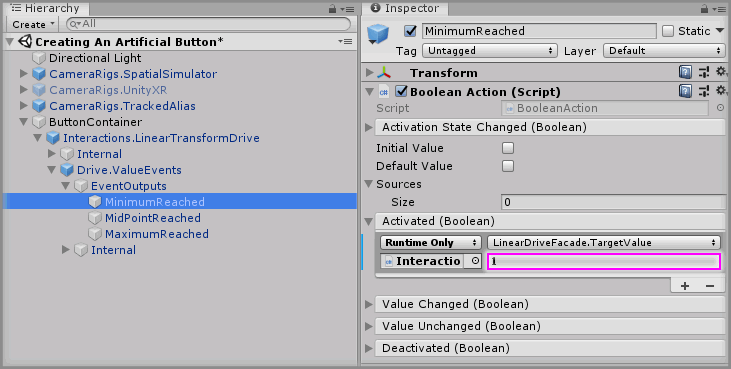 Hierarchy
Create
All
Creating An Artificial Button*
Directional Light
CameraRigs.SpatialSimulator
CameraRigs.UnityXR
CameraRigs.TrackedAlias
ButtonContainer
Interactions.LinearTransformDrive
Internal
Drive.ValueEvents
EventOutputs
MinimumReached
MidPointReached
MaximumReached
Internal
Inspector
MinimumReached
Static
Tag
Untagged
Layer
Default
Transform
Boolean Action (Script)
Script
BooleanAction
Activation State Changed (Boolean)
Initial Value
Default Value
Sources
Size
0
Activated (Boolean)
Runtime Only
LinearDriveFacade.TargetValue
Interactio
1
Value Changed (Boolean)
Value Unchanged (Boolean)
Deactivated (Boolean)